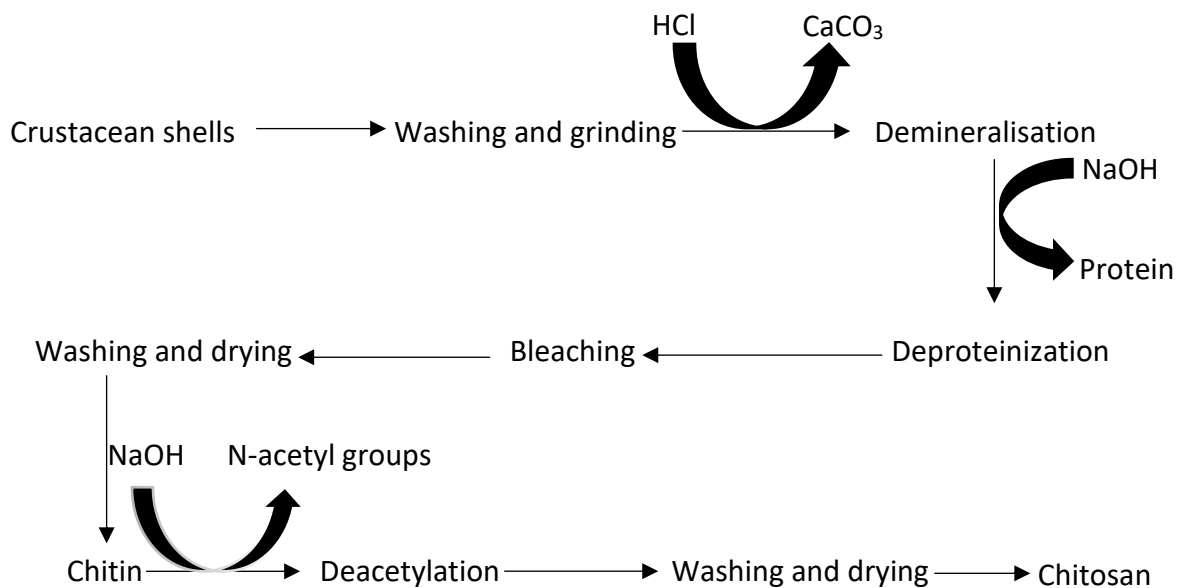 HCl CaCO₃
Crustacean shells Washing and grinding Demineralisation
NaOH
Protein
Washing and drying Bleaching Deproteinization
NaOH N-acetyl groups
Chitin Deacetylation Washing and drying Chitosan